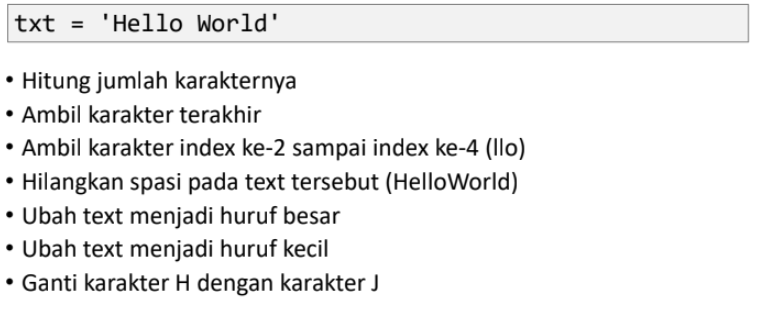 txt = 'Hello World'
• Hitung jumlah karakternya
• Ambil karakter terakhir
• Ambil karakter index ke-2 sampai index ke-4 (llo)
• Hilangkan spasi pada text tersebut (HelloWorld)
• Ubah text menjadi huruf besar
• Ubah text menjadi huruf kecil
• Ganti karakter H dengan karakter J